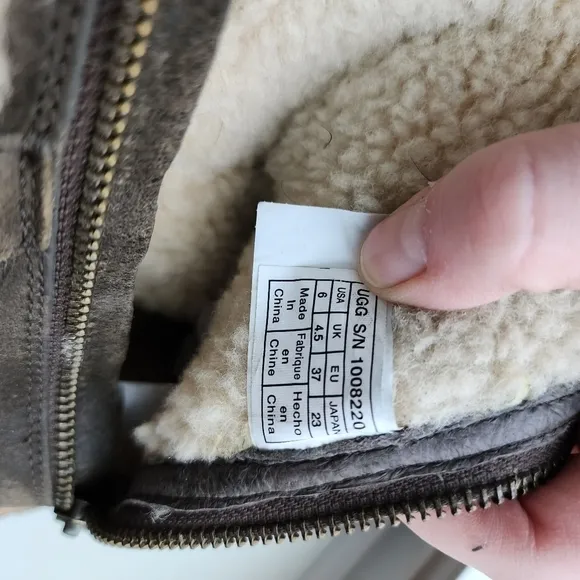 UGG S/N 1008220
USA UK EU JAPAN
6 4.5 37 23
Made Fabrique Hecho
In en en
China Chine China